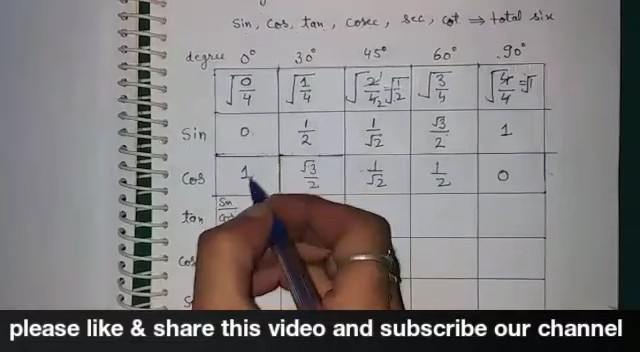 Sin, cos, tan, cosec, sec, cot ⇒ total six
degree 0° 30° 45° 60° 90°
√0/4 √1/4 √2/4 2 = √1/2 √3/4 √4/4 = √1
Sin 0 1/2 1/√2 √3/2 1
cos 1 √3/2 1/√2 1/2 0
tan Sin/cos
please like & share this video and subscribe our channel